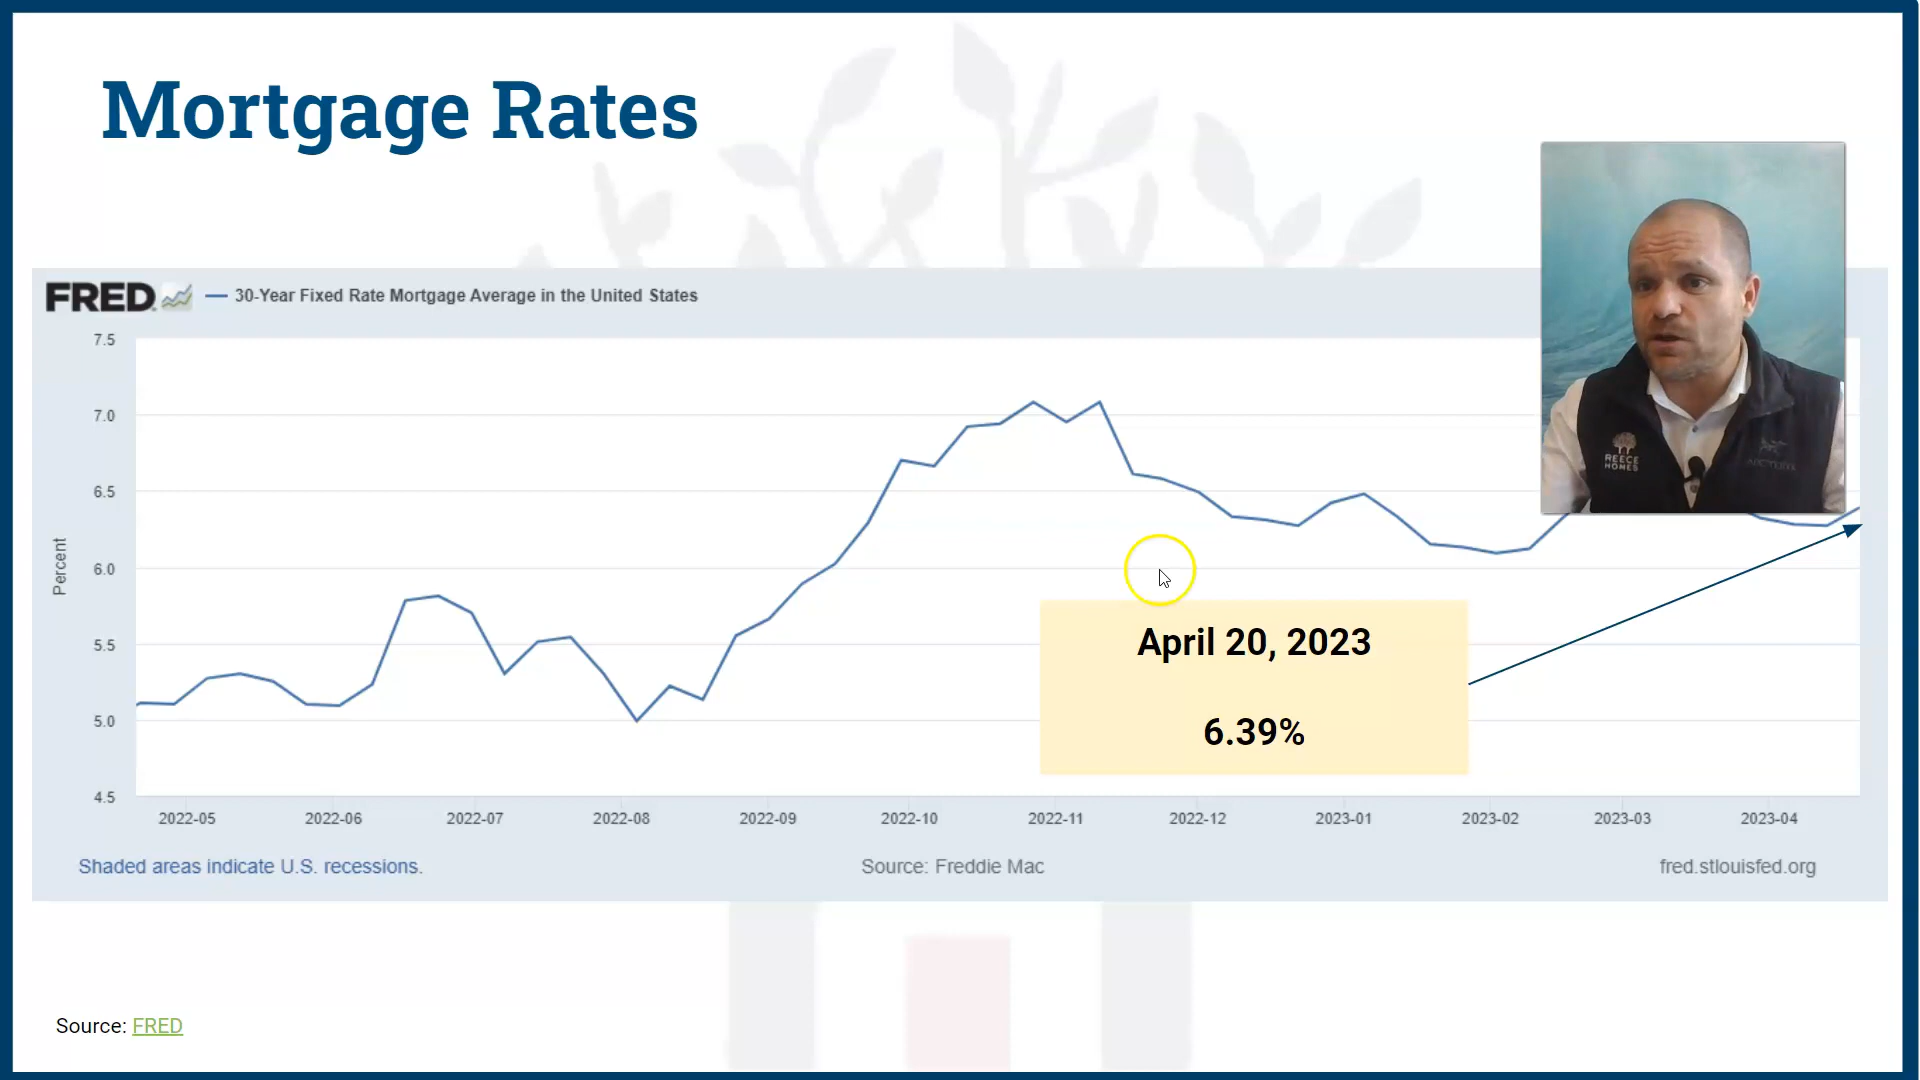 Mortgage Rates
FRED
30-Year Fixed Rate Mortgage Average in the United States
7.5
7.0
6.5
6.0
5.5
5.0
4.5
Percent
REECE
HOMES
April 20, 2023
6.39%
2022-05 2022-06 2022-07 2022-08 2022-09 2022-10 2022-11 2022-12 2023-01 2023-02 2023-03 2023-04
Shaded areas indicate U.S. recessions. Source: Freddie Mac fred.stlouisfed.org
Source: FRED